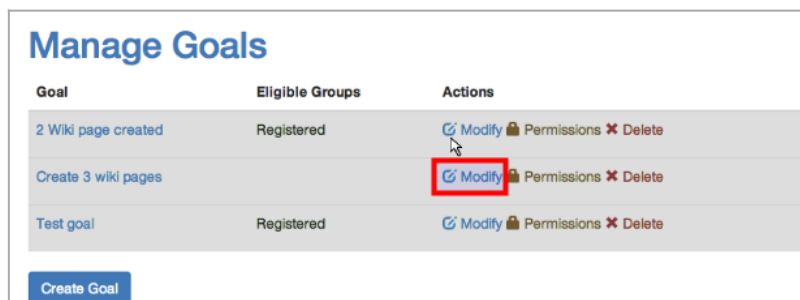 Manage Goals
Goal Eligible Groups Actions
2 Wiki page created Registered Modify Permissions Delete
Create 3 wiki pages Modify Permissions Delete
Test goal Registered Modify Permissions Delete
Create Goal